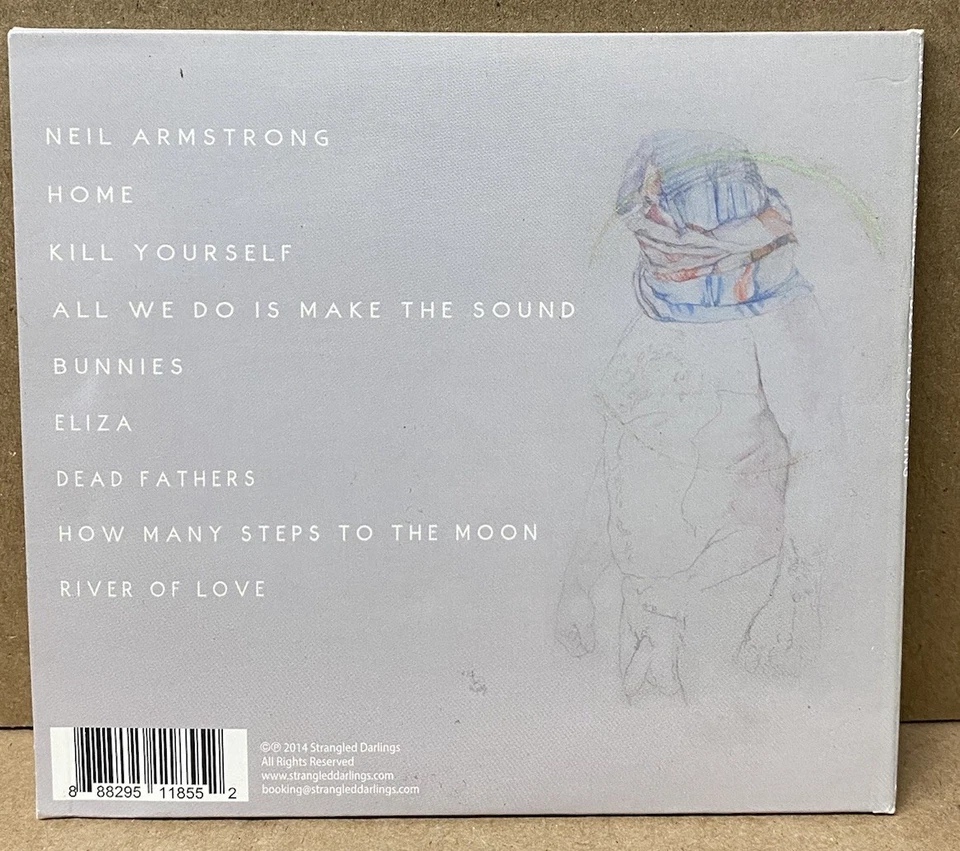 NEIL ARMSTRONG
HOME
KILL YOURSELF
ALL WE DO IS MAKE THE SOUND
BUNNIES
ELIZA
DEAD FATHERS
HOW MANY STEPS TO THE MOON
RIVER OF LOVE
©℗ 2014 Strangled Darlings
All Rights Reserved
www.strangleddarlings.com
booking@strangleddarlings.com
8 88295 11855 2